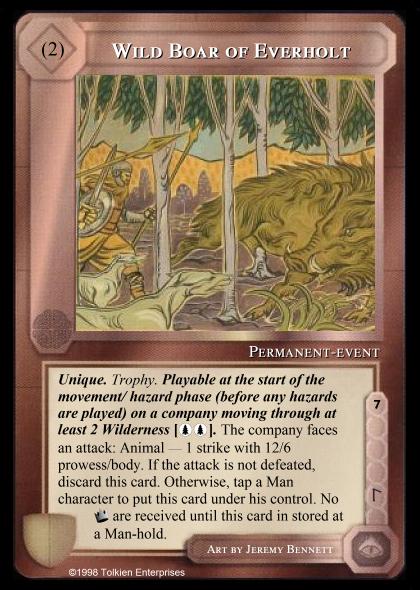 (2)
WILD BOAR OF EVERHOLT
PERMANENT-EVENT
Unique. Trophy. Playable at the start of the
movement/ hazard phase (before any hazards
are played) on a company moving through at
least 2 Wilderness [ ]. The company faces
an attack: Animal — 1 strike with 12/6
prowess/body. If the attack is not defeated,
discard this card. Otherwise, tap a Man
character to put this card under his control. No
are received until this card in stored at
a Man-hold.
7
ART BY JEREMY BENNETT
©1998 Tolkien Enterprises